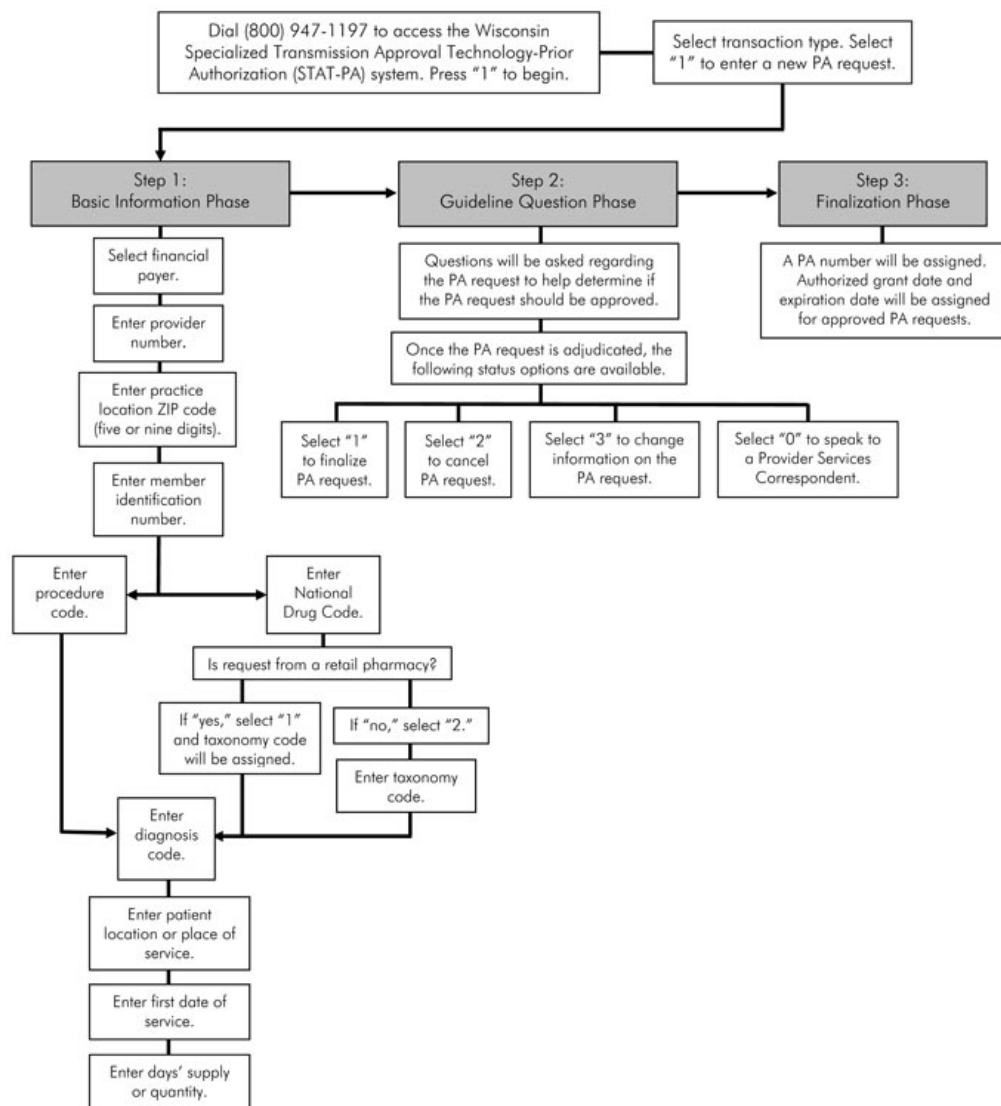 Dial (800) 947-1197 to access the Wisconsin
Specialized Transmission Approval Technology-Prior
Authorization (STAT-PA) system. Press “1” to begin.
Select transaction type. Select
“1” to enter a new PA request.
Step 1:
Basic Information Phase
Step 2:
Guideline Question Phase
Step 3:
Finalization Phase
Select financial
payer.
Enter provider
number.
Enter practice
location ZIP code
(five or nine digits).
Enter member
identification
number.
Questions will be asked regarding
the PA request to help determine if
the PA request should be approved.
Once the PA request is adjudicated, the
following status options are available.
Select “1”
to finalize
PA request.
Select “2”
to cancel
PA request.
Select “3” to change
information on the
PA request.
Select “0” to speak to
a Provider Services
Correspondent.
A PA number will be assigned.
Authorized grant date and
expiration date will be assigned
for approved PA requests.
Enter
procedure
code.
Enter
National
Drug Code.
Is request from a retail pharmacy?
If “yes,” select “1”
and taxonomy code
will be assigned.
If “no,” select “2.”
Enter taxonomy
code.
Enter
diagnosis
code.
Enter patient
location or place of
service.
Enter first date of
service.
Enter days’ supply
or quantity.